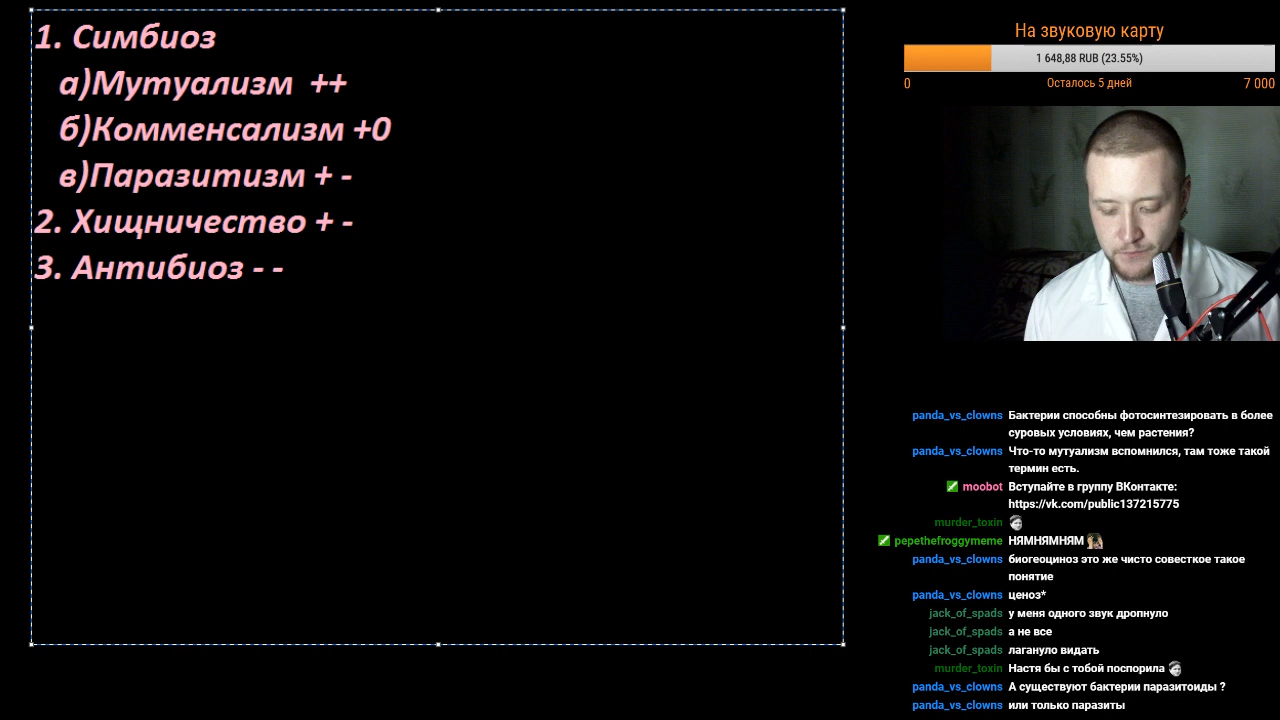 1. Симбиоз
а)Мутуализм ++
б)Комменсализм +0
в)Паразитизм + -
2. Хищничество + -
3. Антибиоз - -
На звуковую карту
1 648,88 RUB (23.55%)
0 Осталось 5 дней 7 000
panda_vs_clowns Бактерии способны фотосинтезировать в более
суровых условиях, чем растения?
panda_vs_clowns Что-то мутуализм вспомнился, там тоже такой
термин есть.
moobot Вступайте в группу ВКонтакте:
https://vk.com/public137215775
murder_toxin
pepethefroggymeme НЯМНЯМНЯМ
panda_vs_clowns биогеоциноз это же чисто совесткое такое
понятие
panda_vs_clowns ценоз*
jack_of_spads у меня одного звук дропнуло
jack_of_spads а не все
jack_of_spads лагануло видать
murder_toxin Настя бы с тобой поспорила
panda_vs_clowns А существуют бактерии паразитоиды ?
panda_vs_clowns или только паразиты